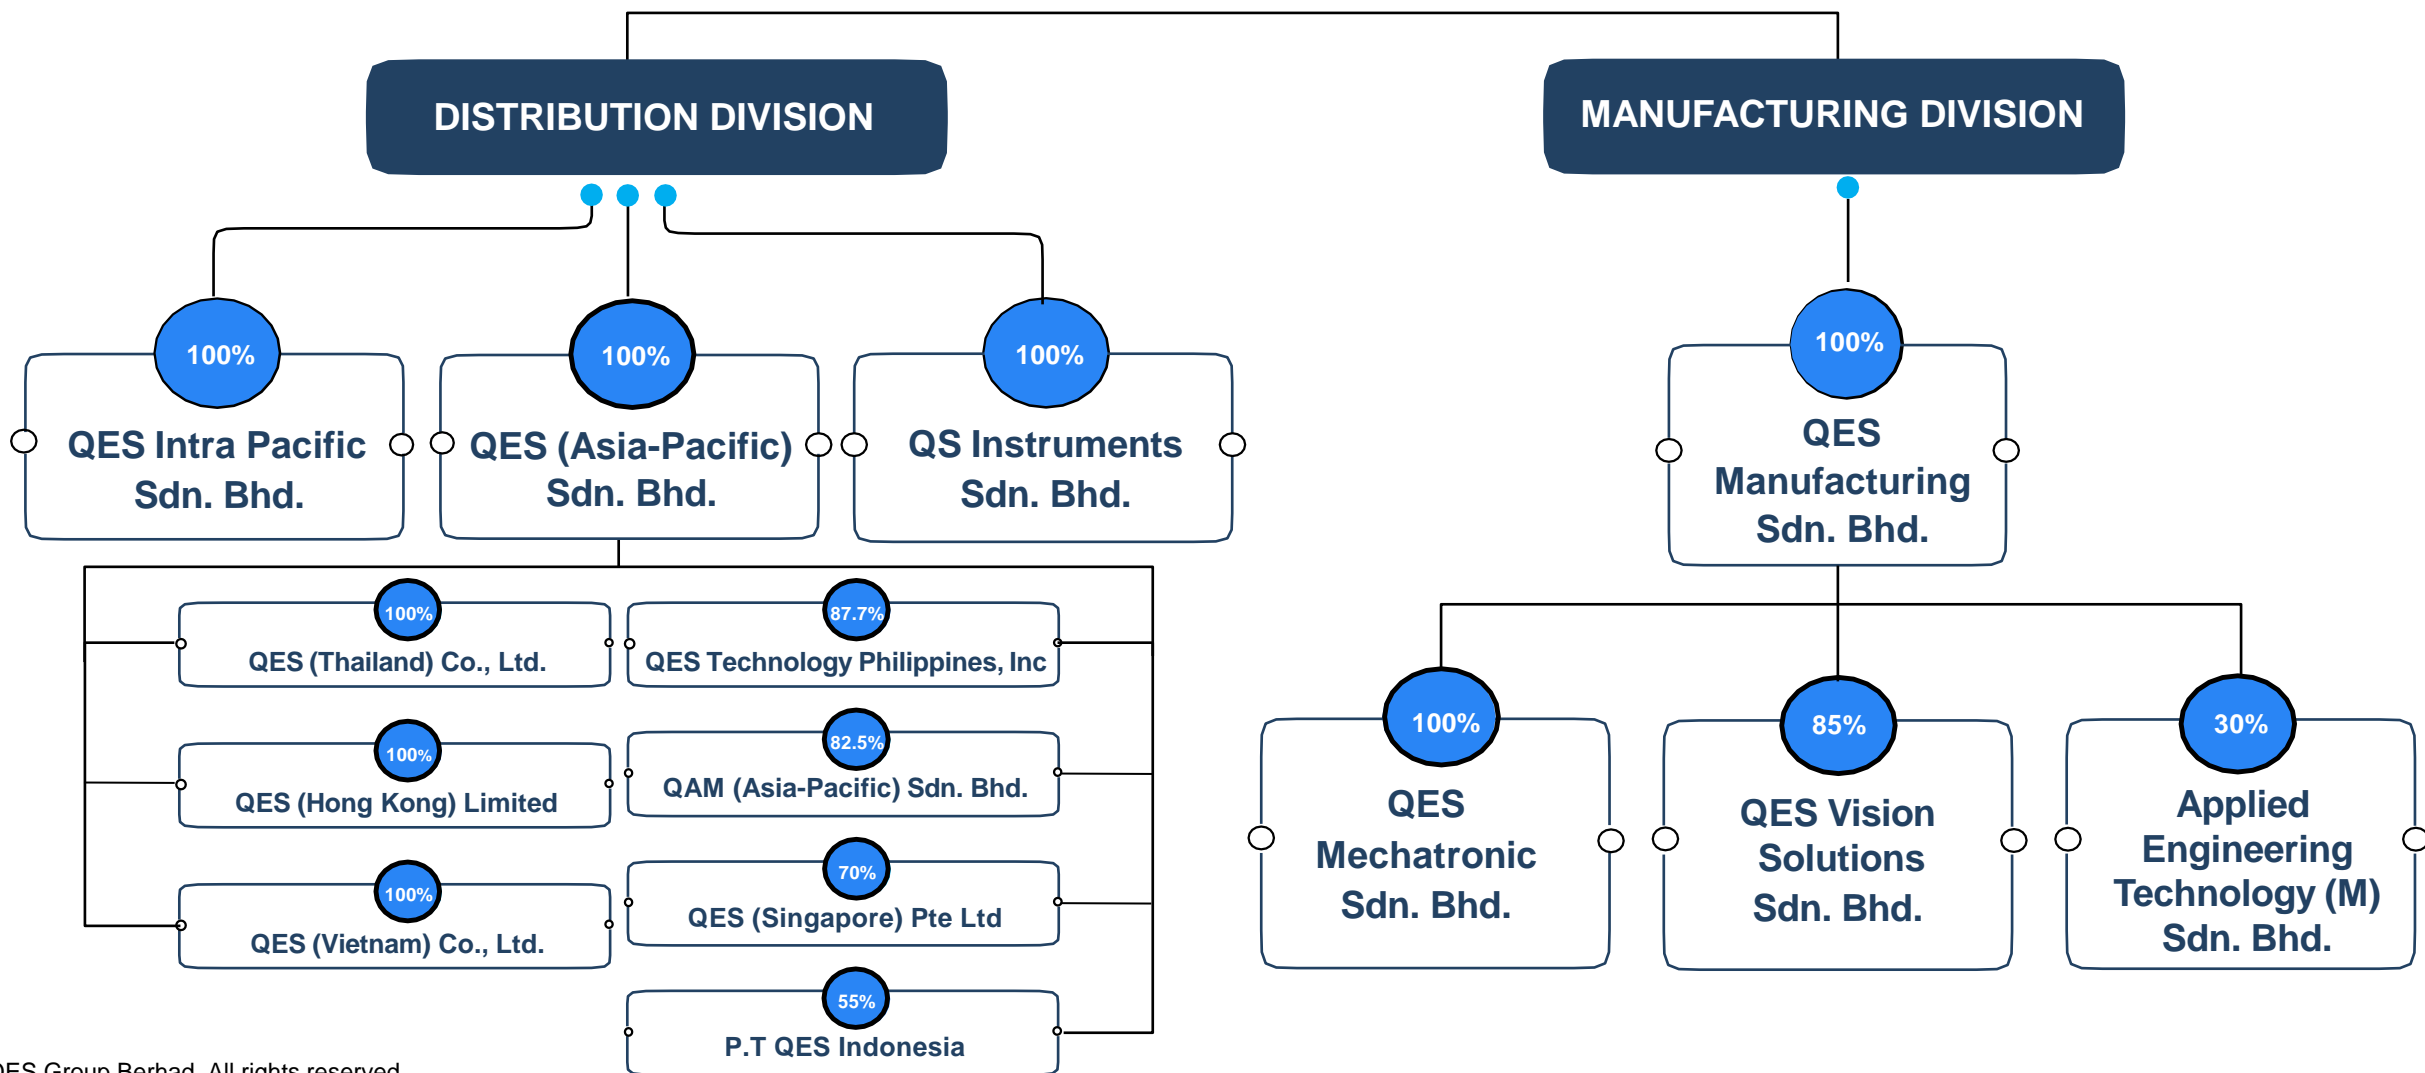 DISTRIBUTION DIVISION
MANUFACTURING DIVISION
100%
QES Intra Pacific
Sdn. Bhd.
100%
QES (Asia-Pacific)
Sdn. Bhd.
100%
QS Instruments
Sdn. Bhd.
100%
QES
Manufacturing
Sdn. Bhd.
100%
QES (Thailand) Co., Ltd.
87.7%
QES Technology Philippines, Inc
100%
QES (Hong Kong) Limited
82.5%
QAM (Asia-Pacific) Sdn. Bhd.
100%
QES (Vietnam) Co., Ltd.
70%
QES (Singapore) Pte Ltd
55%
P.T QES Indonesia
100%
QES
Mechatronic
Sdn. Bhd.
85%
QES Vision
Solutions
Sdn. Bhd.
30%
Applied
Engineering
Technology (M)
Sdn. Bhd.
QES Group Berhad. All rights reserved